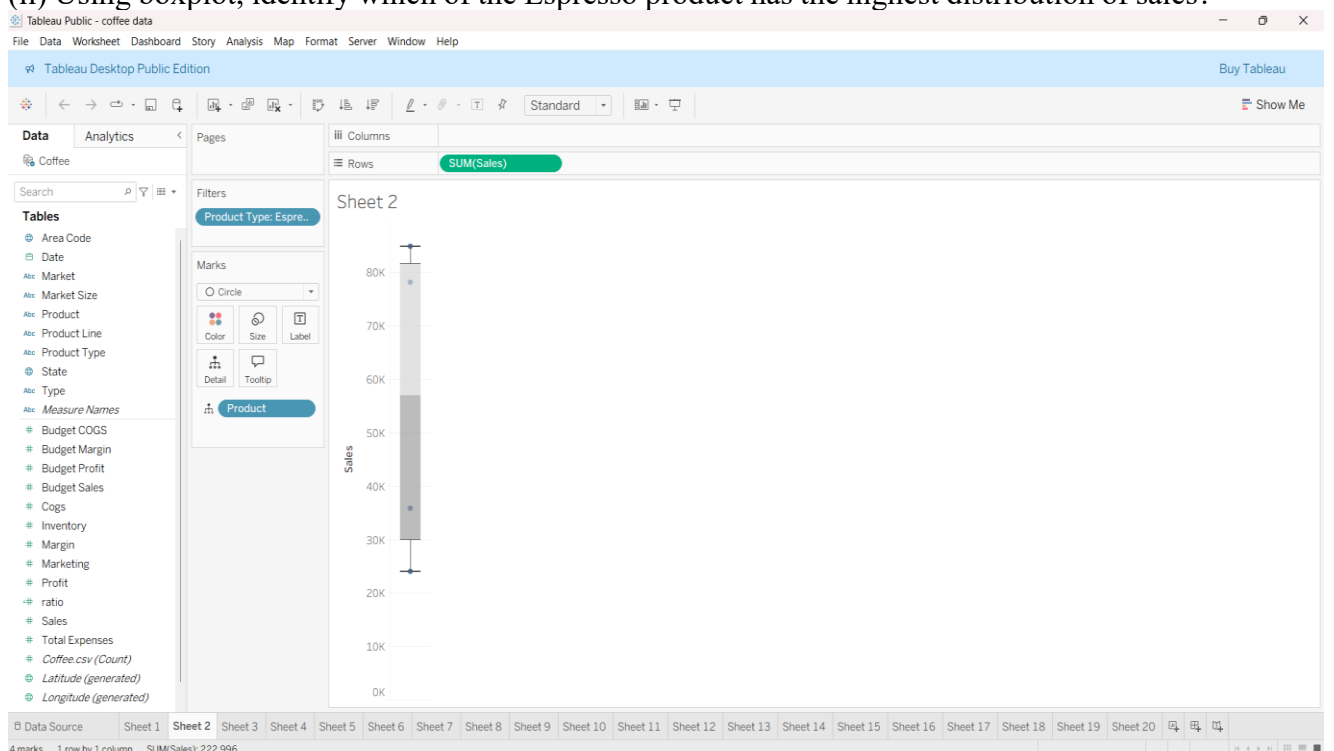 (ii) Using boxplot, identify which of the Espresso product has the highest distribution of sales?
Tableau Public - coffee data
File Data Worksheet Dashboard Story Analysis Map Format Server Window Help
Tableau Desktop Public Edition
Buy Tableau
Standard
Show Me
Data Analytics
Coffee
Search
Tables
Area Code
Date
Abc Market
Abc Market Size
Abc Product
Abc Product Line
Abc Product Type
State
Abc Type
Abc Measure Names
# Budget COGS
# Budget Margin
# Budget Profit
# Budget Sales
# Cogs
# Inventory
# Margin
# Marketing
# Profit
=# ratio
# Sales
# Total Expenses
# Coffee.csv (Count)
Latitude (generated)
Longitude (generated)
Pages
Filters
Product Type: Espre..
Marks
Circle
Color Size Label
Detail Tooltip
Product
Columns
Rows SUM(Sales)
Sheet 2
80K
70K
60K
50K
40K
30K
20K
10K
0K
Sales
Data Source Sheet 1 Sheet 2 Sheet 3 Sheet 4 Sheet 5 Sheet 6 Sheet 7 Sheet 8 Sheet 9 Sheet 10 Sheet 11 Sheet 12 Sheet 13 Sheet 14 Sheet 15 Sheet 16 Sheet 17 Sheet 18 Sheet 19 Sheet 20
4 marks 1 row by 1 column SUM(Sales): 222,996